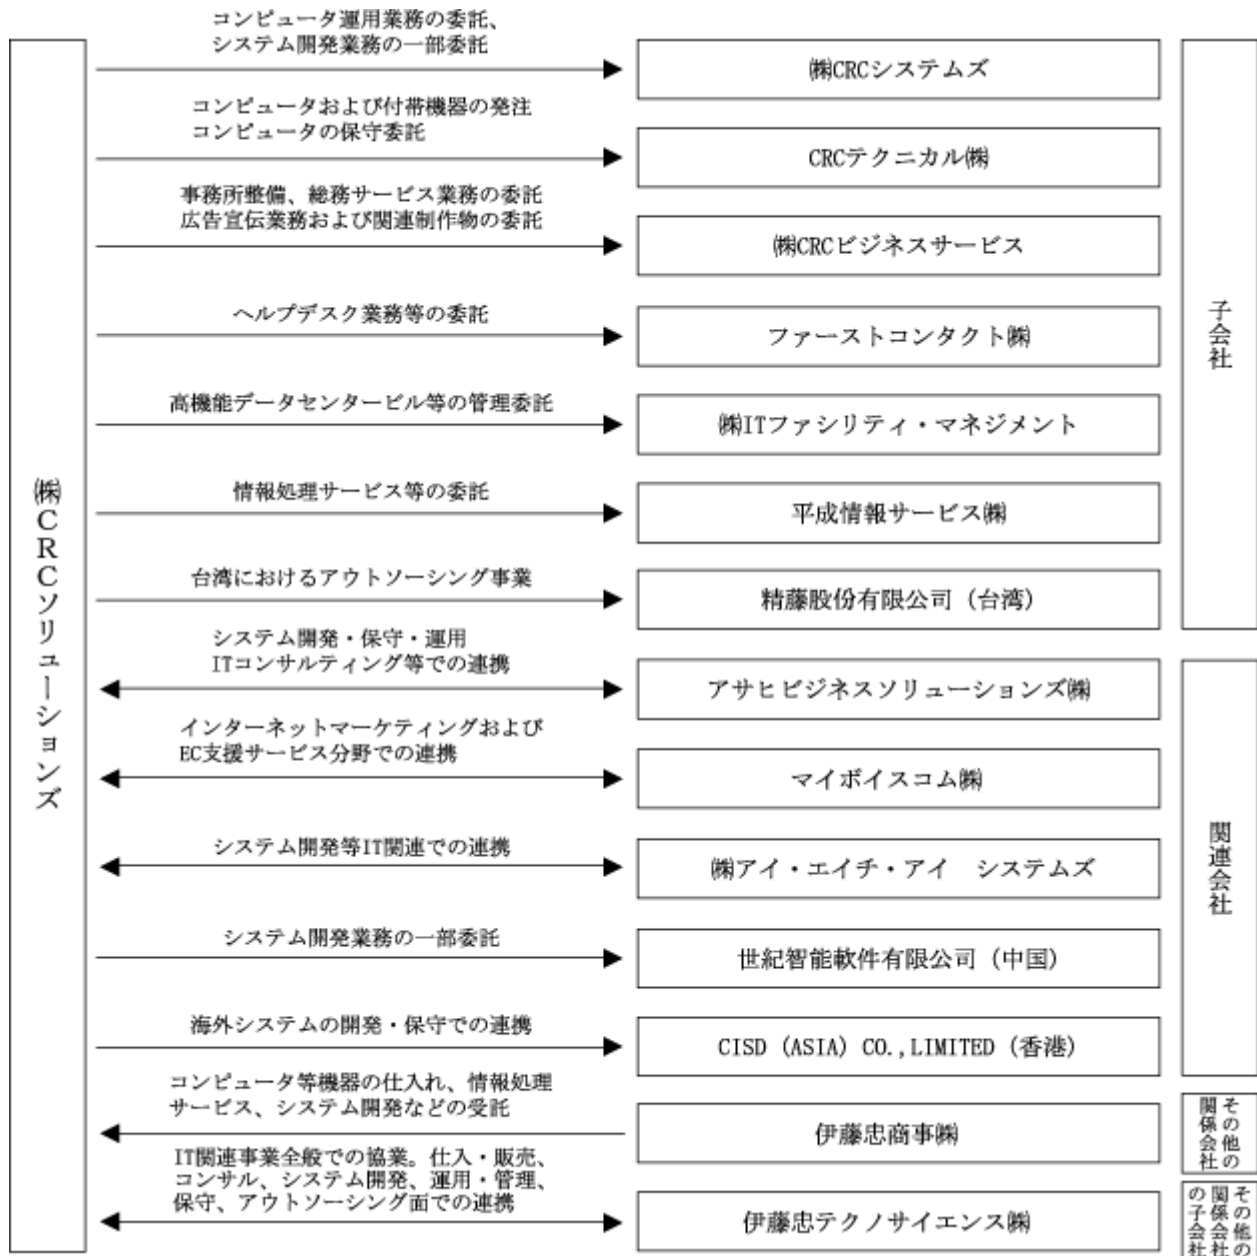 コンピュータ運用業務の委託、
システム開発業務の一部委託
㈱CRCシステムズ
コンピュータおよび付帯機器の発注
コンピュータの保守委託
CRCテクニカル㈱
事務所整備、総務サービス業務の委託
広告宣伝業務および関連制作物の委託
㈱CRCビジネスサービス
ヘルプデスク業務等の委託
ファーストコンタクト㈱
高機能データセンタービル等の管理委託
㈱ITファシリティ・マネジメント
情報処理サービス等の委託
平成情報サービス㈱
台湾におけるアウトソーシング事業
精藤股份有限公司（台湾）
子会社
㈱CRCソリューションズ
システム開発・保守・運用
ITコンサルティング等での連携
アサヒビジネスソリューションズ㈱
インターネットマーケティングおよび
EC支援サービス分野での連携
マイボイスコム㈱
システム開発等IT関連での連携
㈱アイ・エイチ・アイ　システムズ
システム開発業務の一部委託
世紀智能軟件有限公司（中国）
海外システムの開発・保守での連携
CISD（ASIA）CO.,LIMITED（香港）
関連会社
コンピュータ等機器の仕入れ、情報処理
サービス、システム開発などの受託
伊藤忠商事㈱
その他の
関係会社
IT関連事業全般での協業。仕入・販売、
コンサル、システム開発、運用・管理、
保守、アウトソーシング面での連携
伊藤忠テクノサイエンス㈱
その他の
関係会社
の子会社